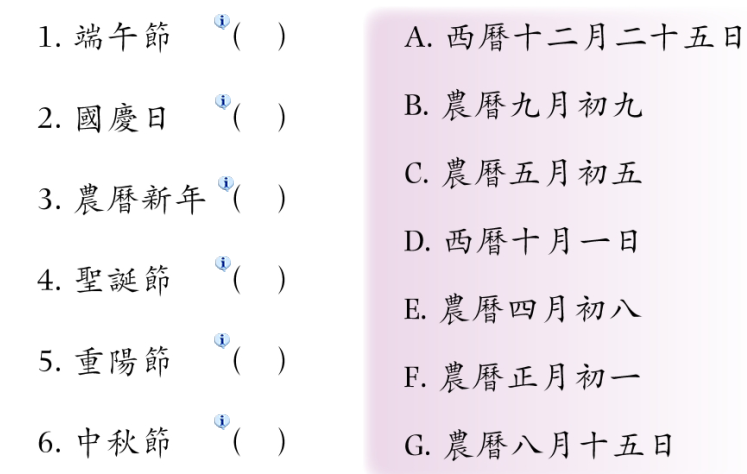 1. 端午節 ( )
2. 國慶日 ( )
3. 農曆新年 ( )
4. 聖誕節 ( )
5. 重陽節 ( )
6. 中秋節 ( )
A. 西曆十二月二十五日
B. 農曆九月初九
C. 農曆五月初五
D. 西曆十月一日
E. 農曆四月初八
F. 農曆正月初一
G. 農曆八月十五日